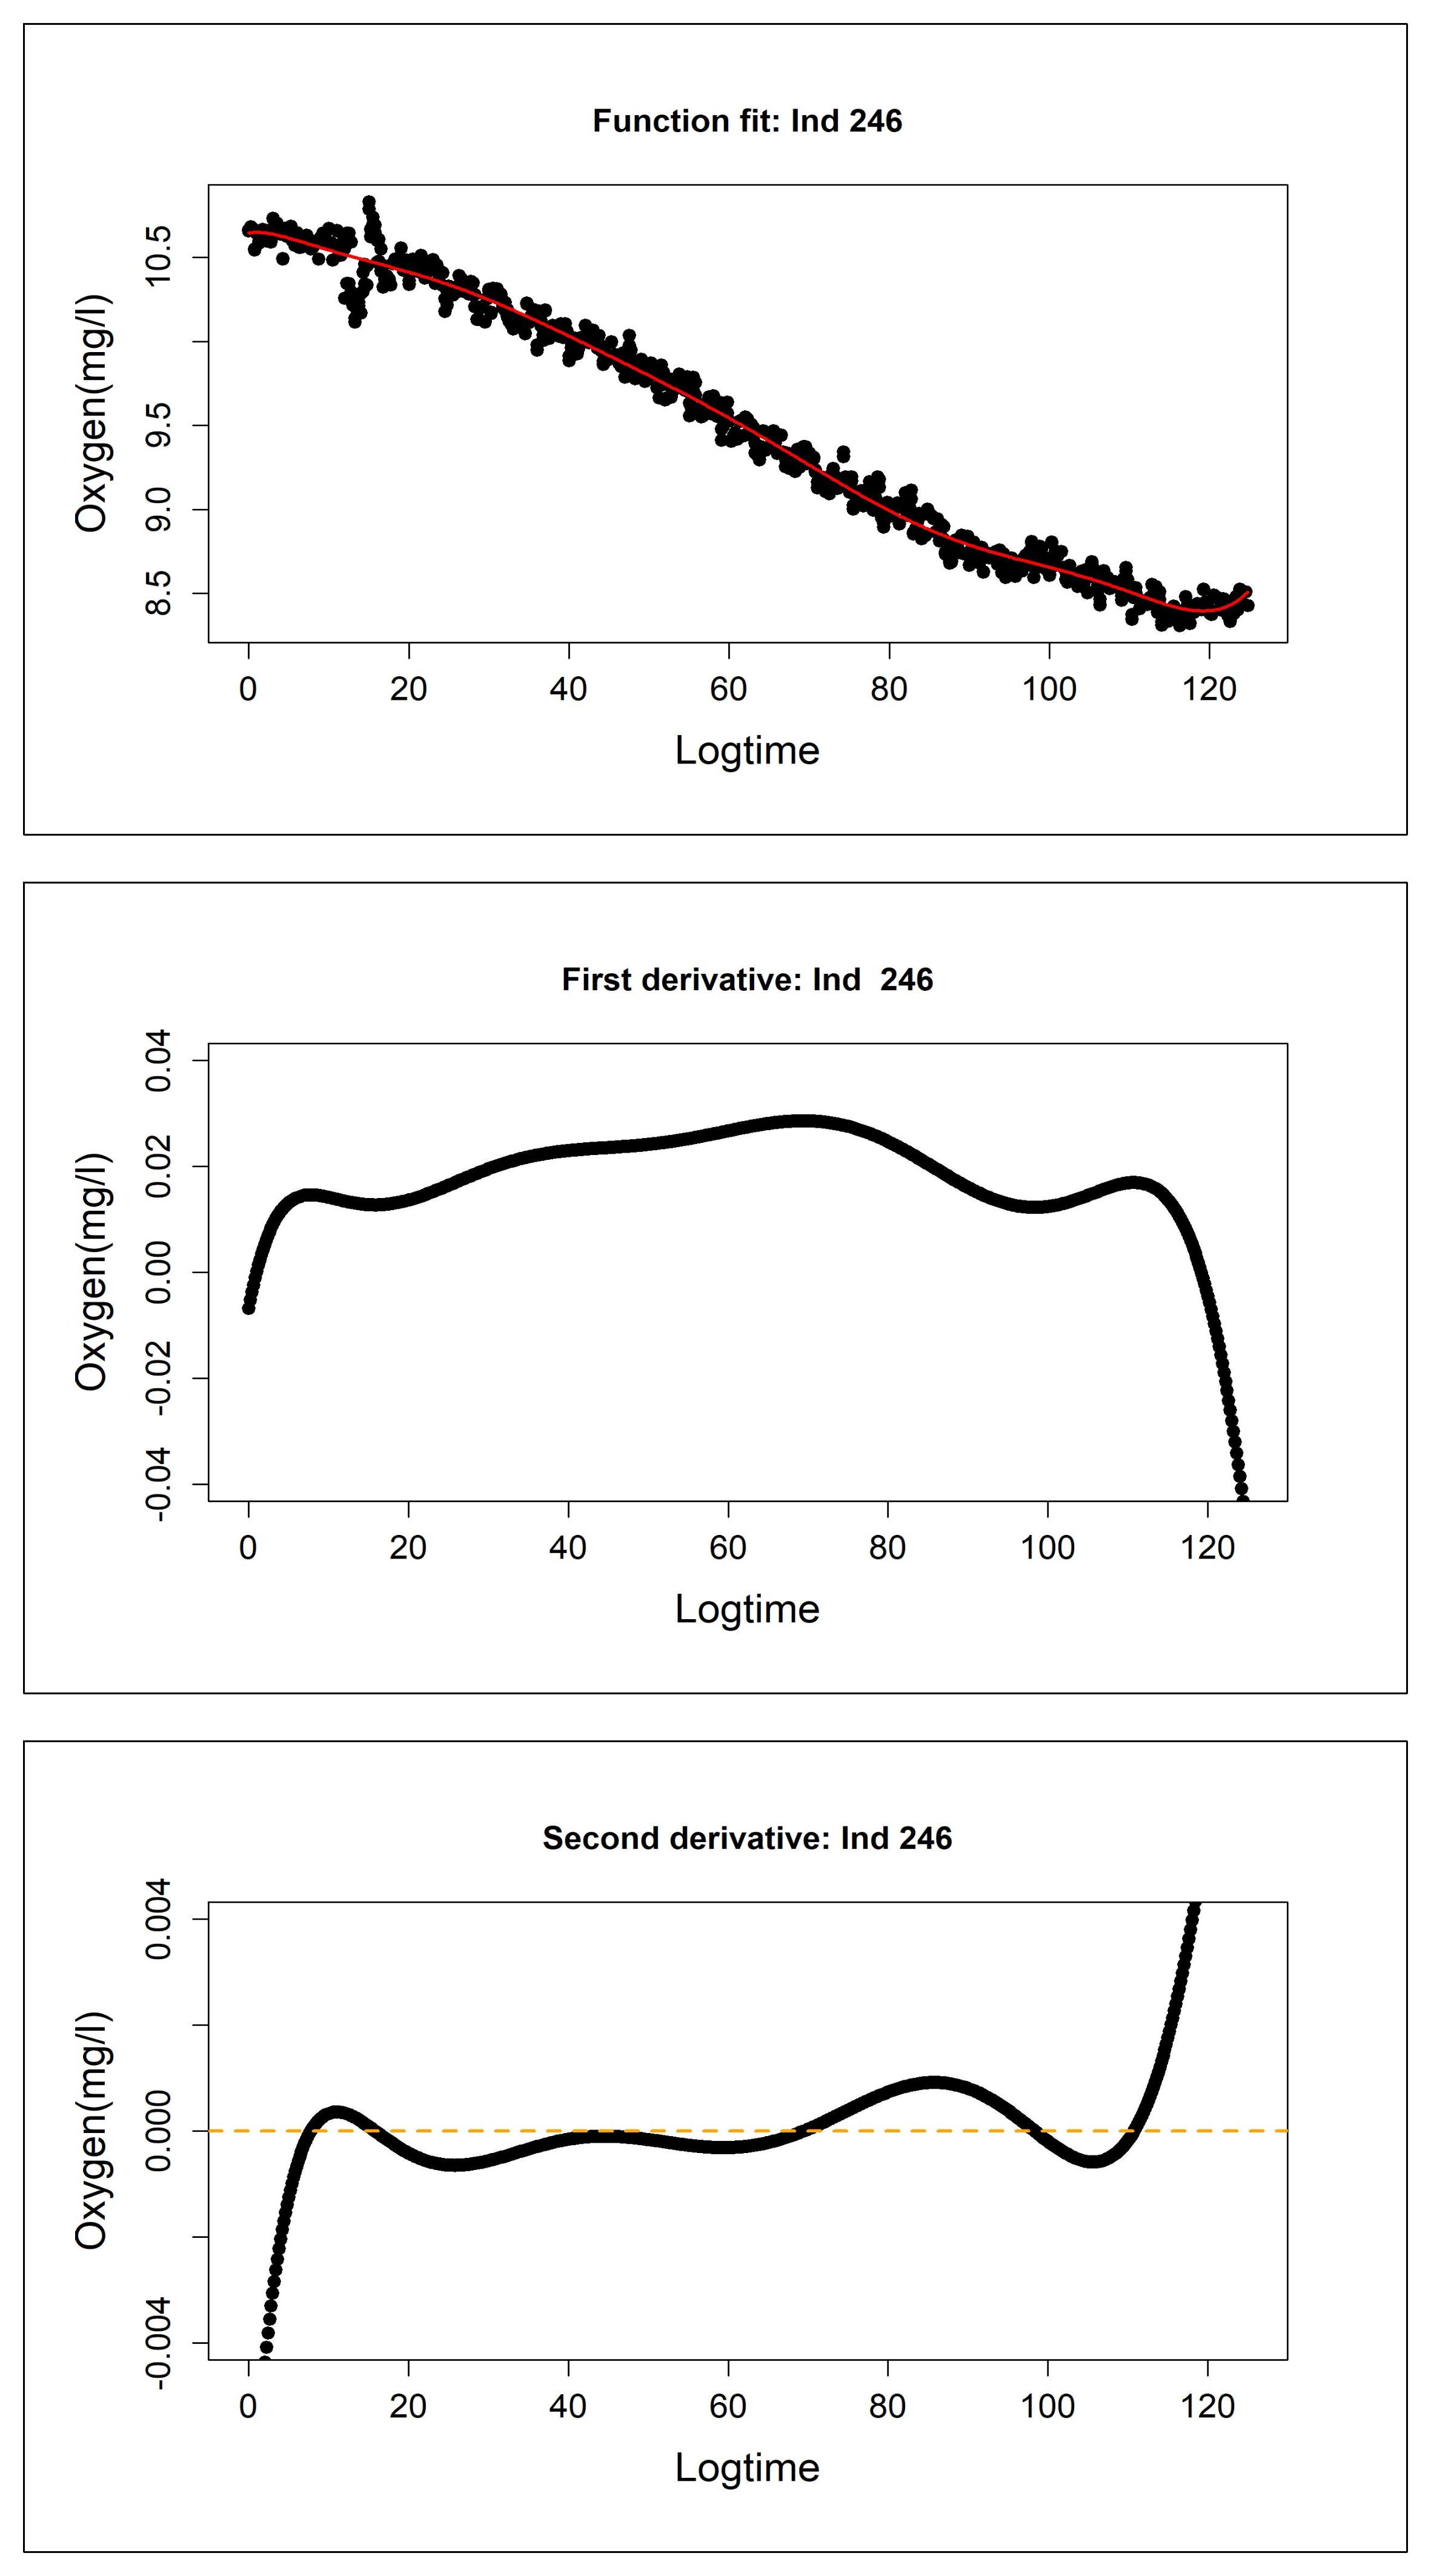 Function fit: Ind 246
Oxygen(mg/l)
10.5
9.5
9.0
8.5
0 20 40 60 80 100 120
Logtime
First derivative: Ind  246
Oxygen(mg/l)
0.04
0.02
0.00
-0.02
-0.04
0 20 40 60 80 100 120
Logtime
Second derivative: Ind 246
Oxygen(mg/l)
0.004
0.000
-0.004
0 20 40 60 80 100 120
Logtime